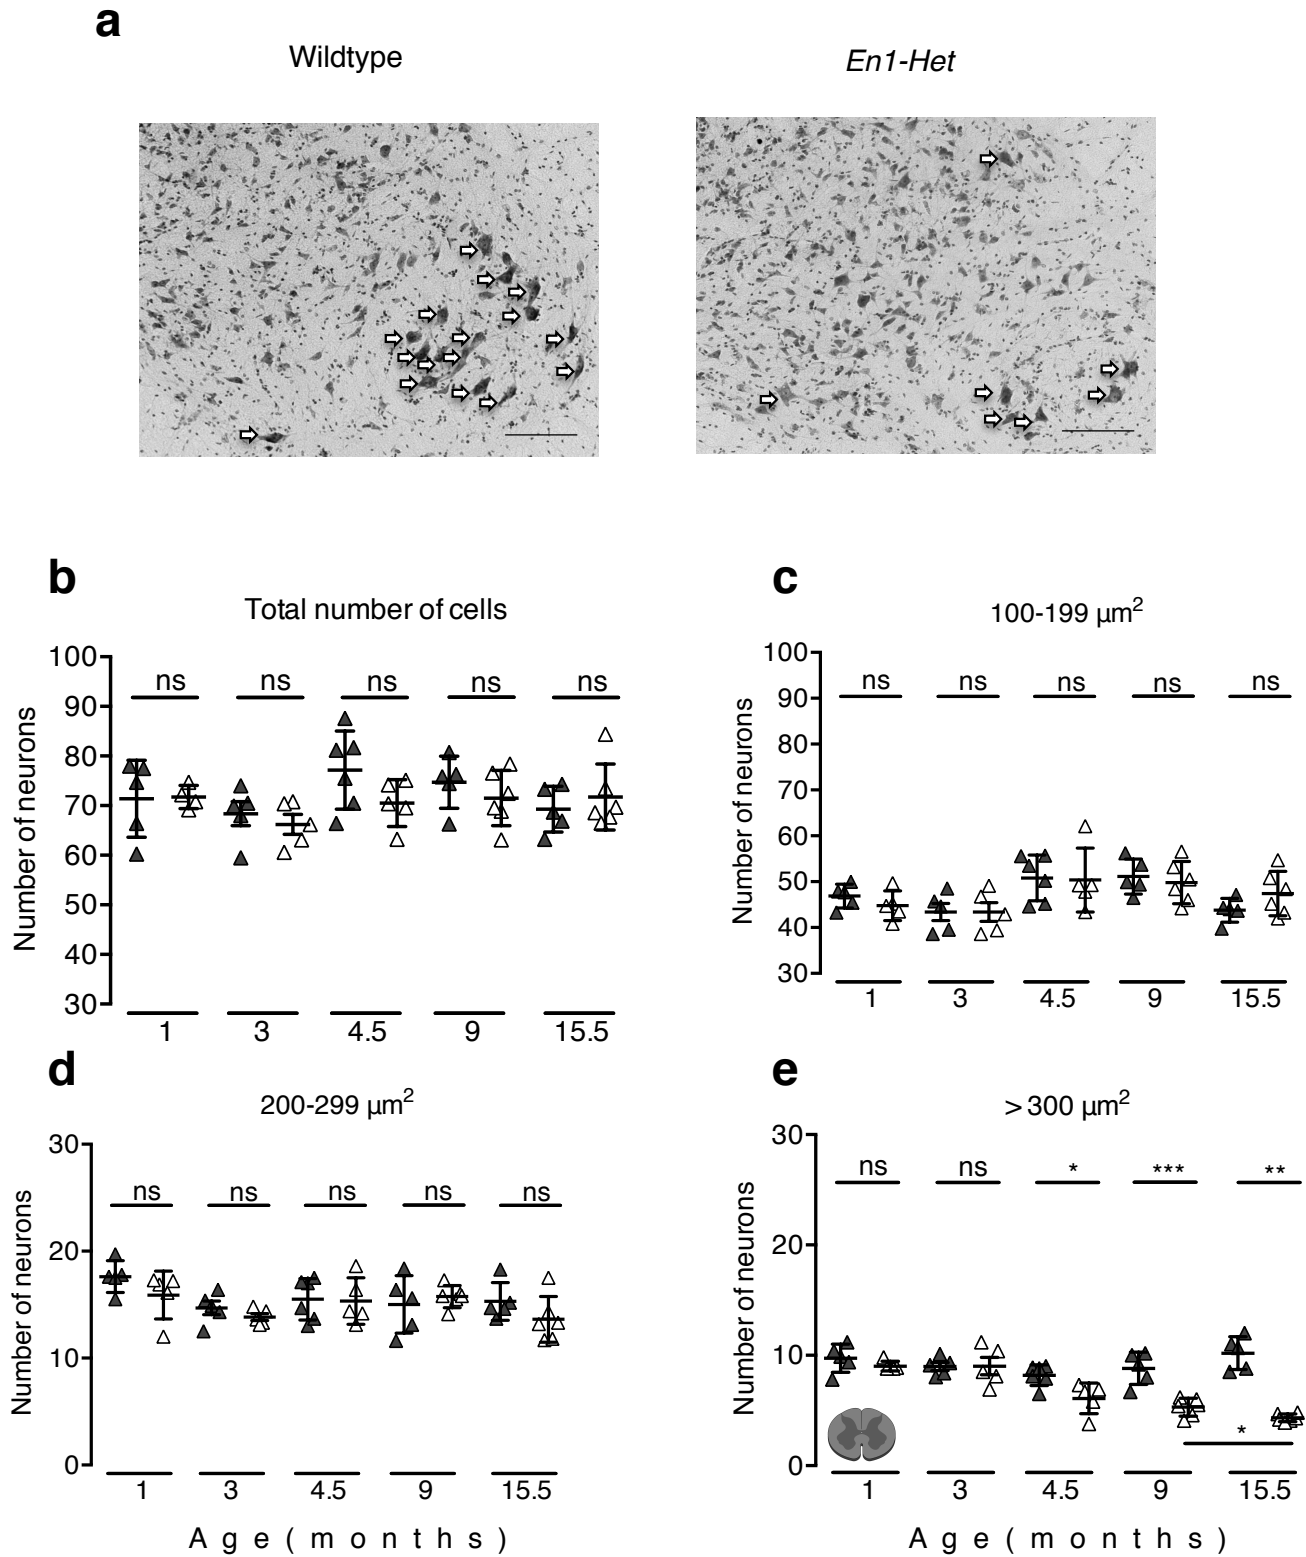 a
Wildtype
En1-Het
b
Total number of cells
Number of neurons
100
90
80
70
60
50
40
30
ns
ns
ns
ns
ns
1
3
4.5
9
15.5
c
100-199 µm²
Number of neurons
100
90
80
70
60
50
40
30
ns
ns
ns
ns
ns
1
3
4.5
9
15.5
d
200-299 µm²
Number of neurons
30
20
10
0
ns
ns
ns
ns
ns
1
3
4.5
9
15.5
Age (months)
e
> 300 µm²
Number of neurons
30
20
10
0
ns
ns
*
***
**
*
1
3
4.5
9
15.5
Age (months)